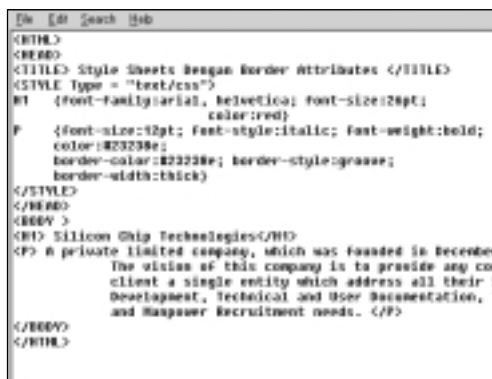 File Edit Search Help
<HTML>
<HEAD>
<TITLE> Style Sheets Dengan Border Attributes </TITLE>
<STYLE Type = "text/css">
H1 {font-family:arial, helvetica; font-size:26pt;
color:red}
P {font-size:12pt; font-style:italic; font-weight:bold;
color:#23238e;
border-color:#23238e; border-style:groove;
border-width:thick}
</STYLE>
</HEAD>
<BODY >
<H1> Silicon Chip Technologies</H1>
<P> A private limited company, which was founded in December
The vision of this company is to provide any co
client a single entity which address all their
Development, Technical and User Documentation,
and Manpower Recruitment needs. </P>
</BODY>
</HTML>